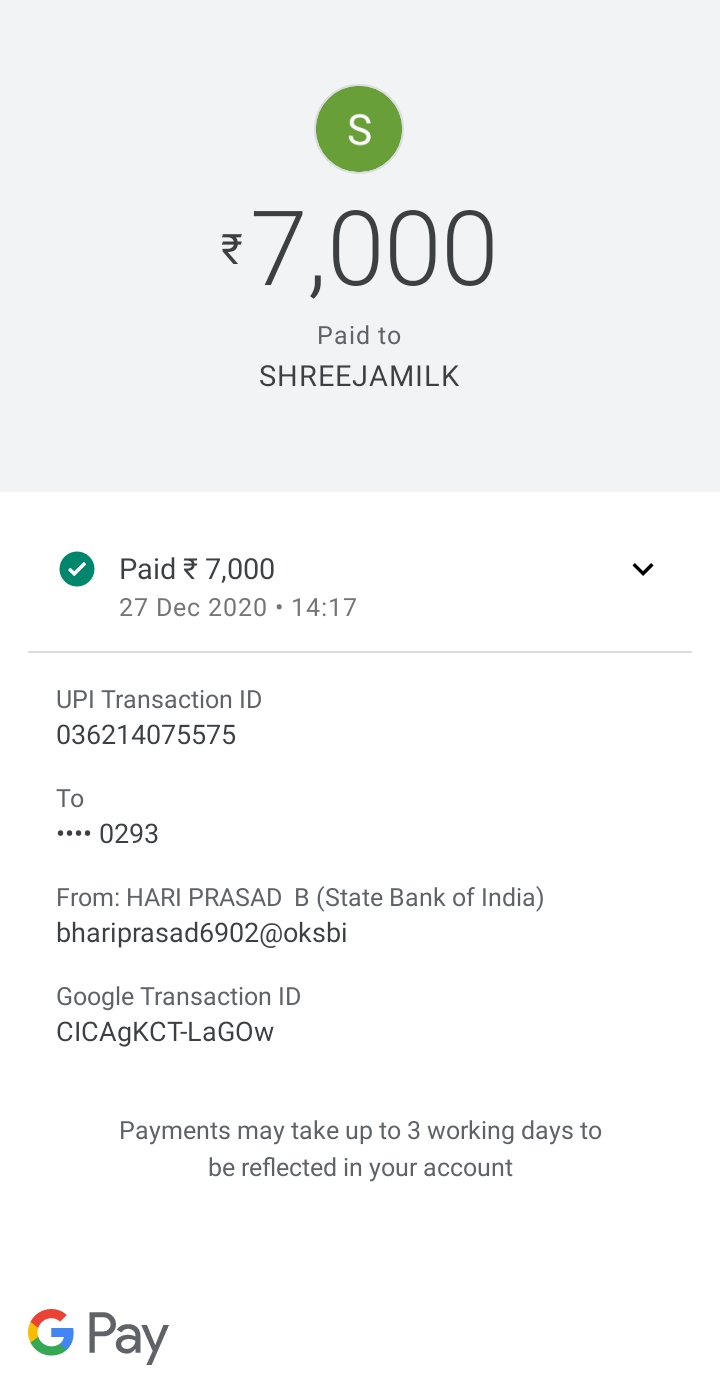 S
₹7,000
Paid to
SHREEJAMILK
Paid ₹ 7,000
27 Dec 2020 • 14:17
UPI Transaction ID
036214075575
To
•••• 0293
From: HARI PRASAD  B (State Bank of India)
bhariprasad6902@oksbi
Google Transaction ID
CICAgKCT-LaGOw
Payments may take up to 3 working days to
be reflected in your account
G Pay